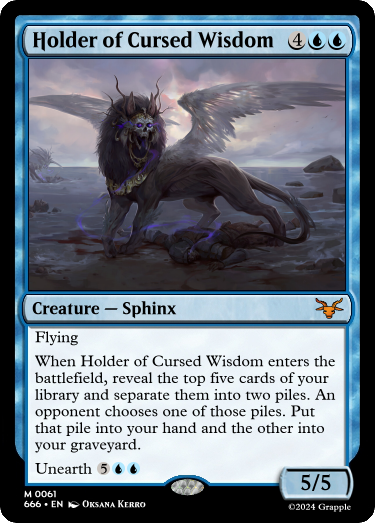 Holder of Cursed Wisdom 4
Creature — Sphinx
Flying
When Holder of Cursed Wisdom enters the
battlefield, reveal the top five cards of your
library and separate them into two piles. An
opponent chooses one of those piles. Put
that pile into your hand and the other into
your graveyard.
Unearth 5
5/5
M 0061
666 • EN Oksana Kerro
©2024 Grapple